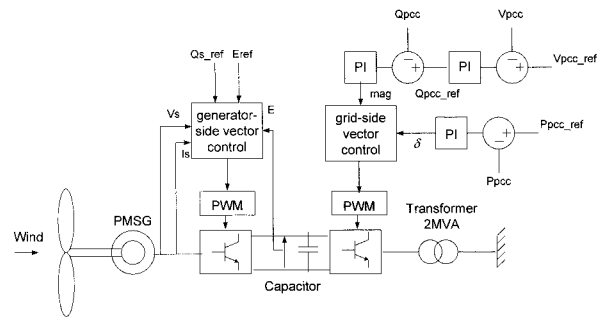 Qpcc
Vpcc
Qs_ref
Eref
PI
− +
PI
− +
Vpcc_ref
mag
Qpcc_ref
Vs
E
generator-
side vector
control
Is
grid-side
vector
control
δ
PI
− +
Ppcc_ref
Ppcc
PWM
PWM
PMSG
Transformer
2MVA
Wind
Capacitor